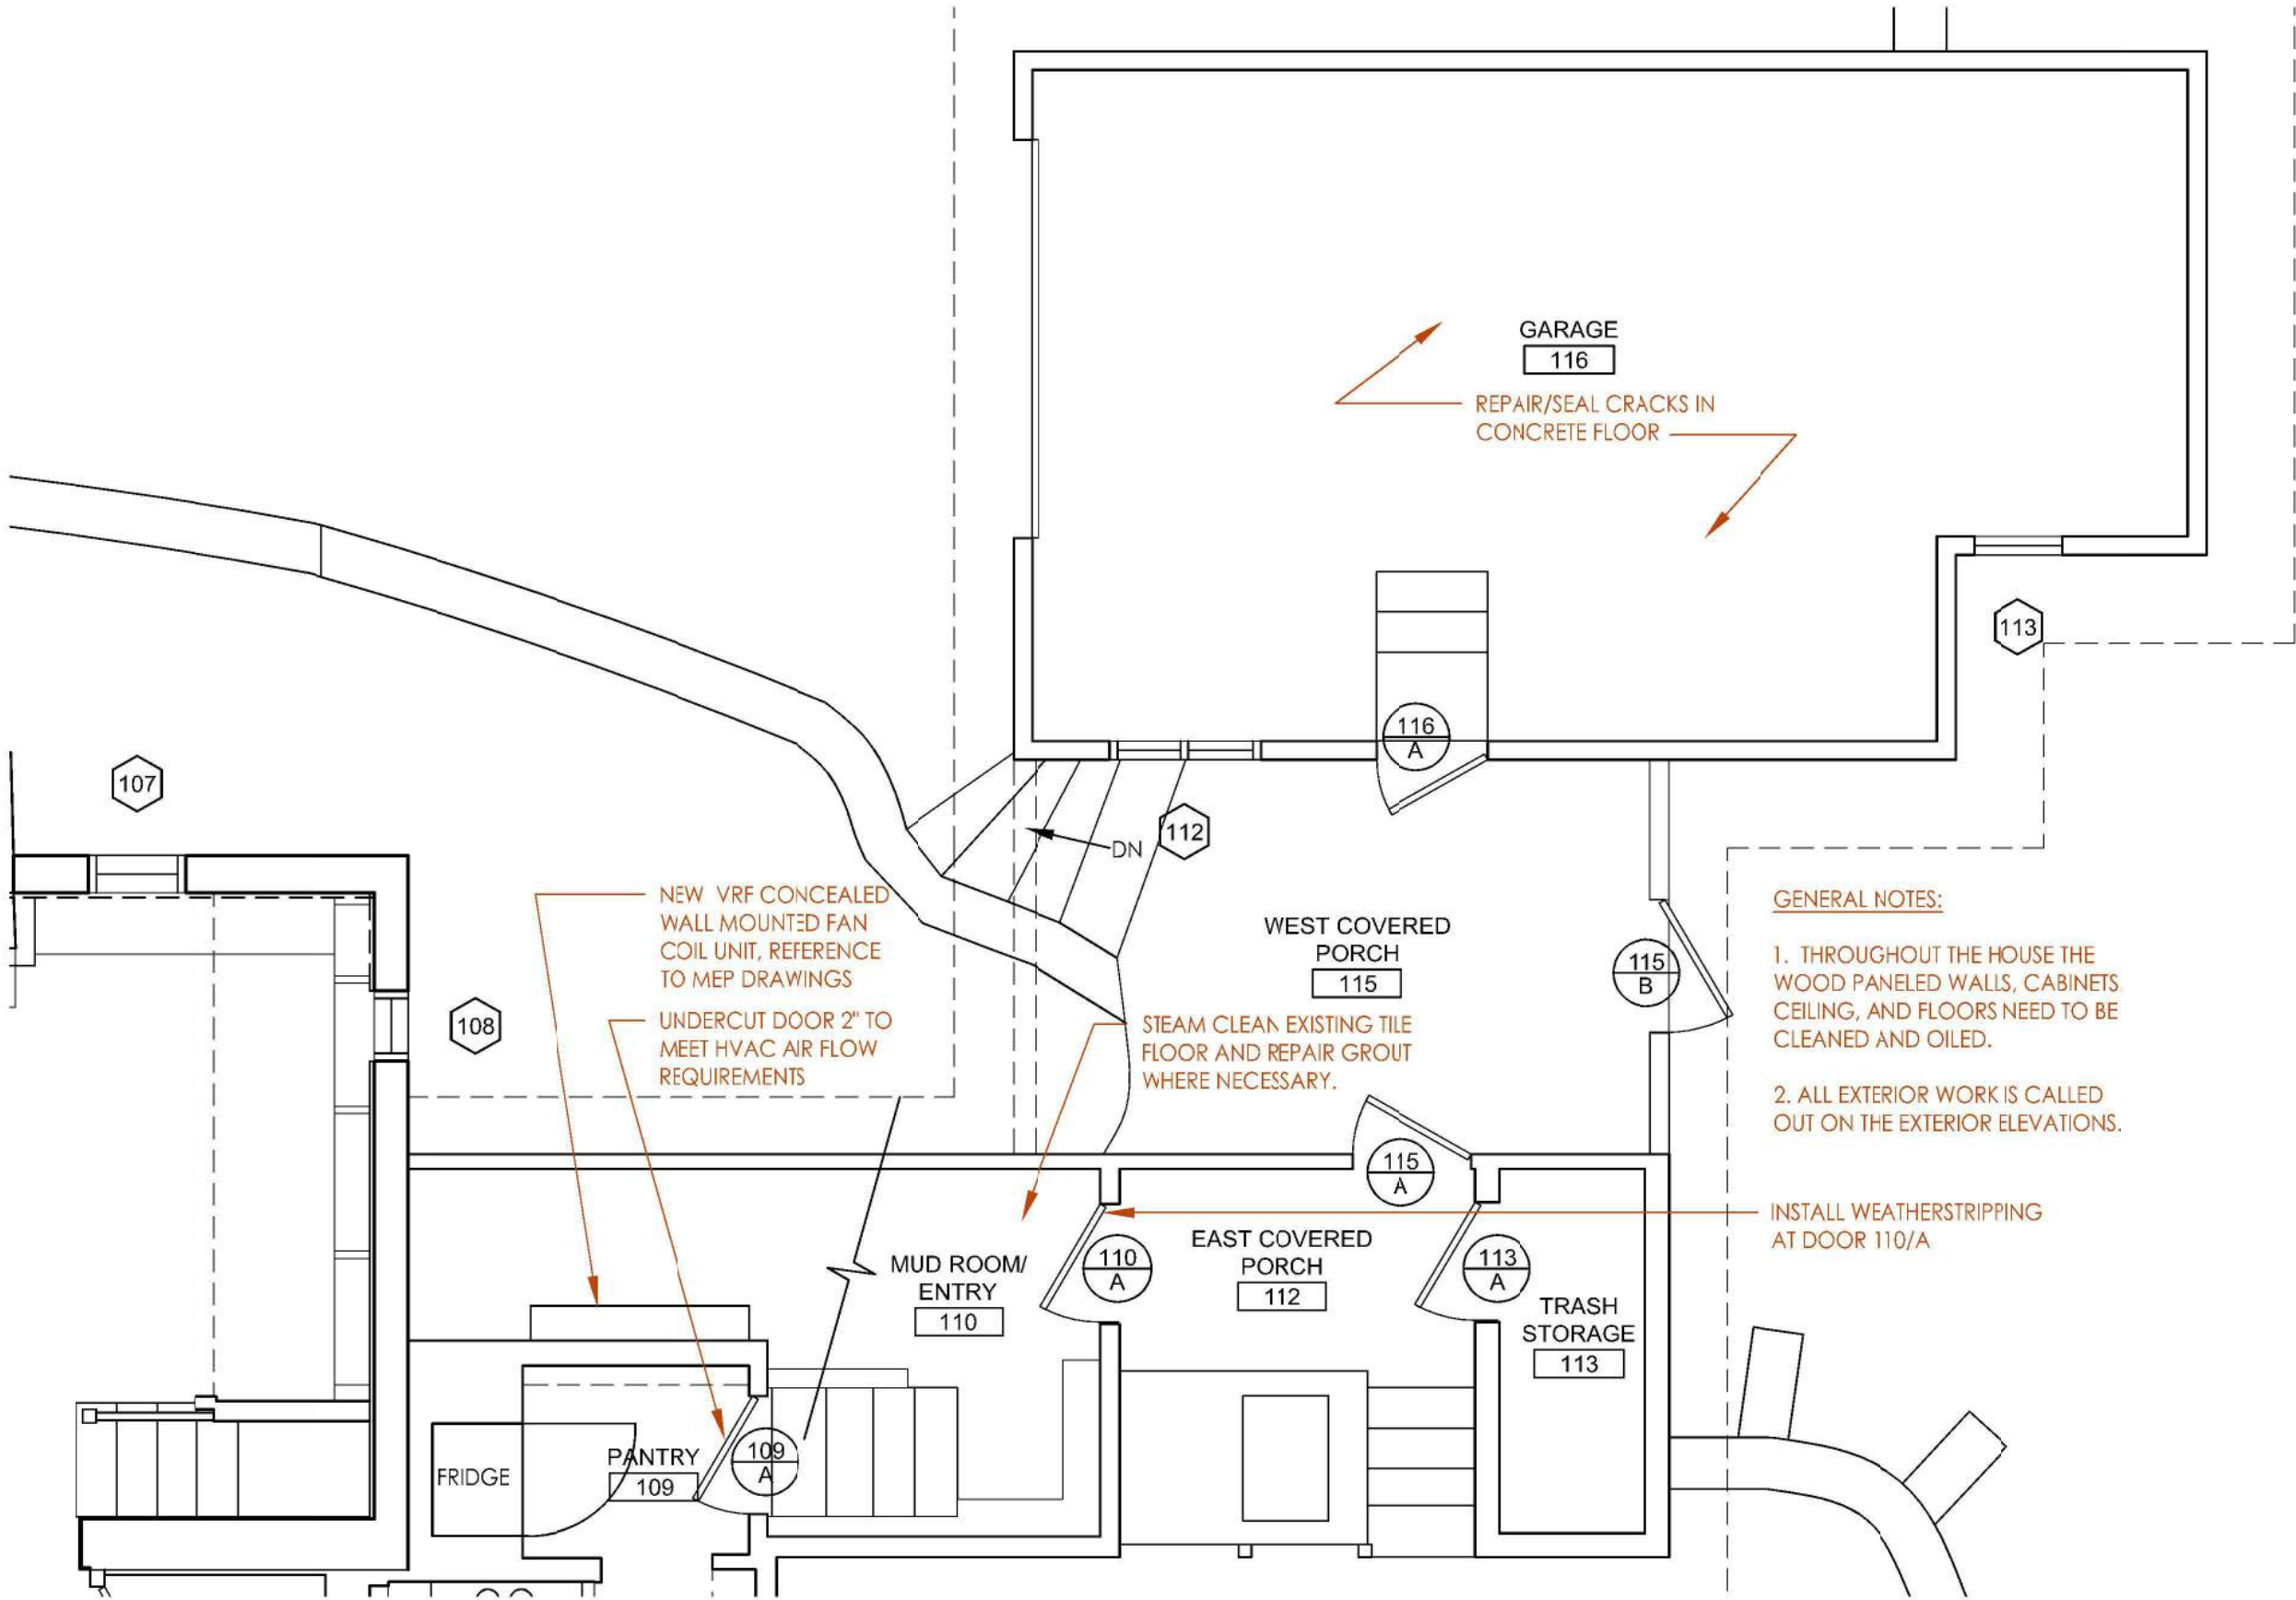 GARAGE
116
REPAIR/SEAL CRACKS IN
CONCRETE FLOOR
113
116
A
107
112
DN
NEW VRF CONCEALED
WALL MOUNTED FAN
COIL UNIT, REFERENCE
TO MEP DRAWINGS
UNDERCUT DOOR 2" TO
MEET HVAC AIR FLOW
REQUIREMENTS
108
WEST COVERED
PORCH
115
115
B
STEAM CLEAN EXISTING TILE
FLOOR AND REPAIR GROUT
WHERE NECESSARY.
GENERAL NOTES:
1. THROUGHOUT THE HOUSE THE
WOOD PANELED WALLS, CABINETS
CEILING, AND FLOORS NEED TO BE
CLEANED AND OILED.
2. ALL EXTERIOR WORK IS CALLED
OUT ON THE EXTERIOR ELEVATIONS.
115
A
INSTALL WEATHERSTRIPPING
AT DOOR 110/A
MUD ROOM/
ENTRY
110
110
A
EAST COVERED
PORCH
112
113
A
TRASH
STORAGE
113
FRIDGE
PANTRY
109
109
A